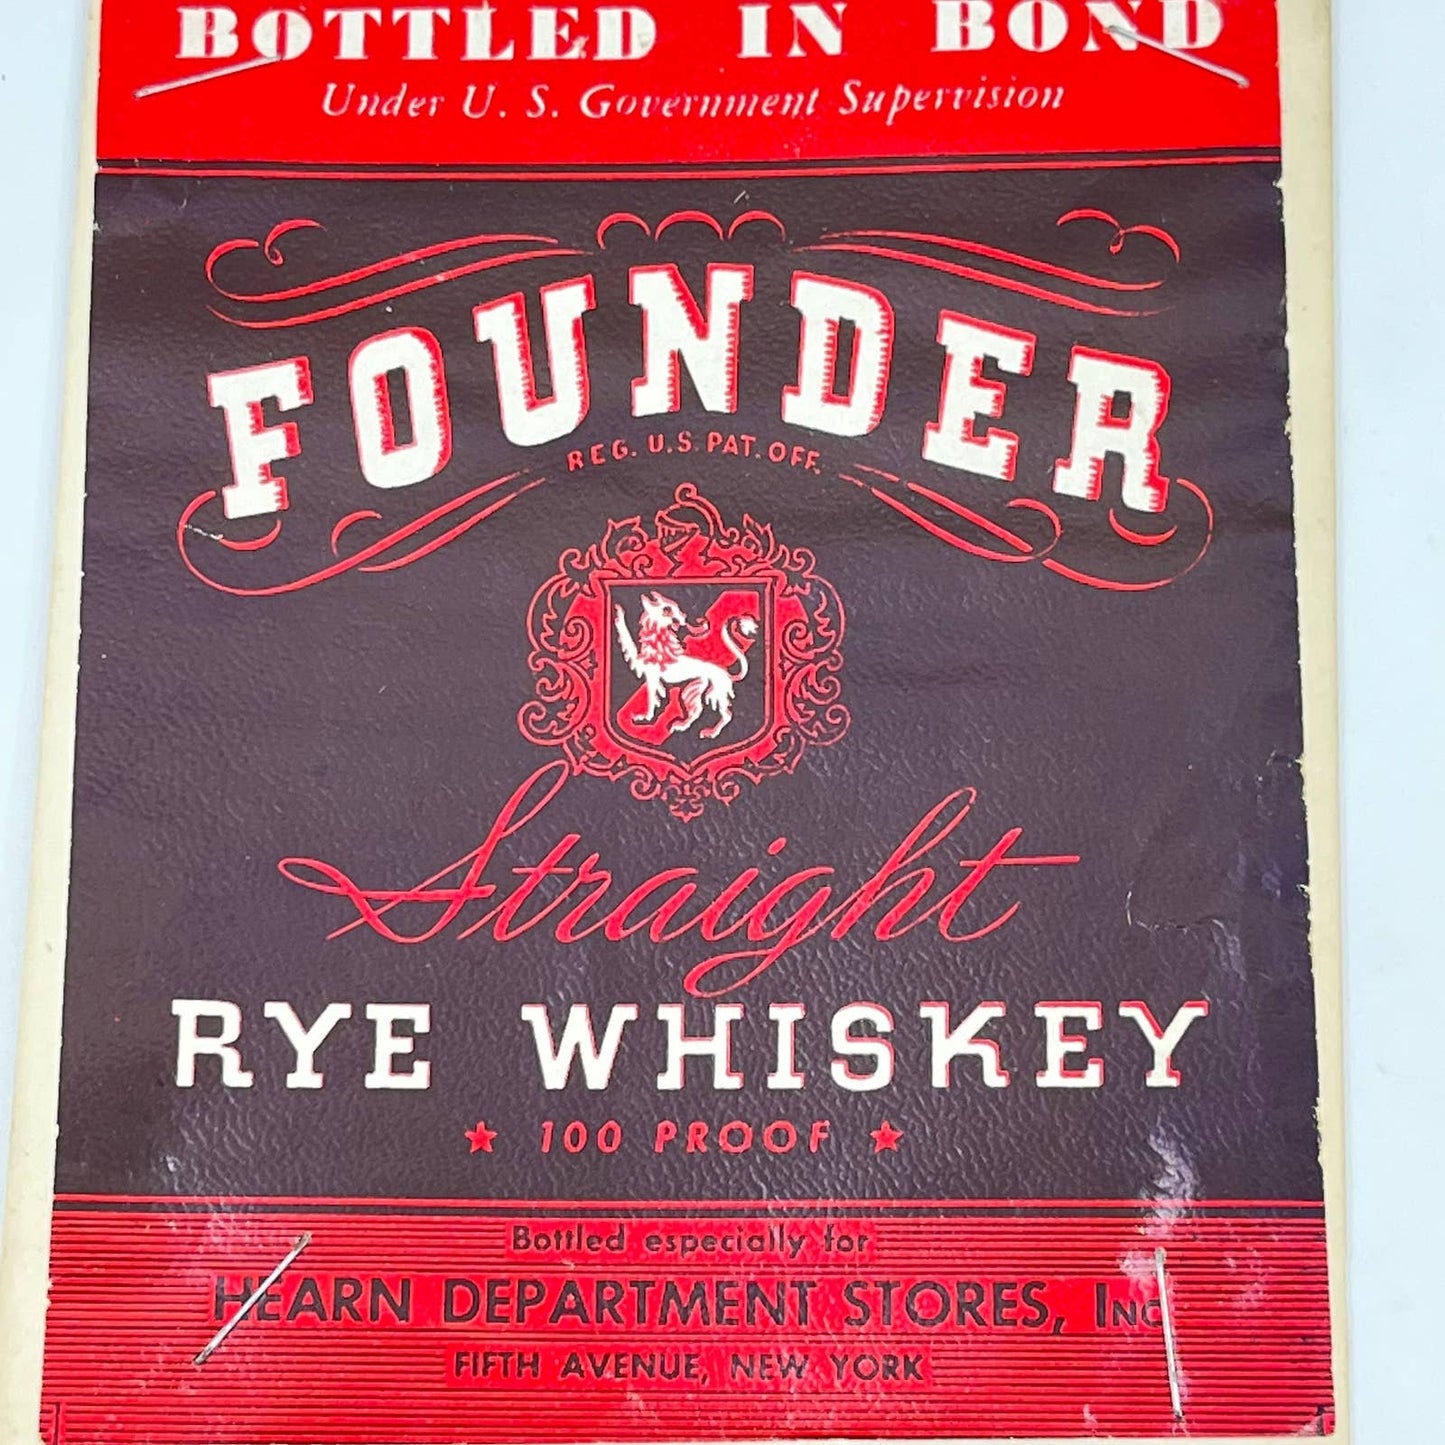 BOTTLED IN BOND
Under U. S. Government Supervision
FOUNDER
REG. U.S. PAT. OFF.
Straight
RYE WHISKEY
★ 100 PROOF ★
Bottled especially for
HEARN DEPARTMENT STORES, INC
FIFTH AVENUE, NEW YORK